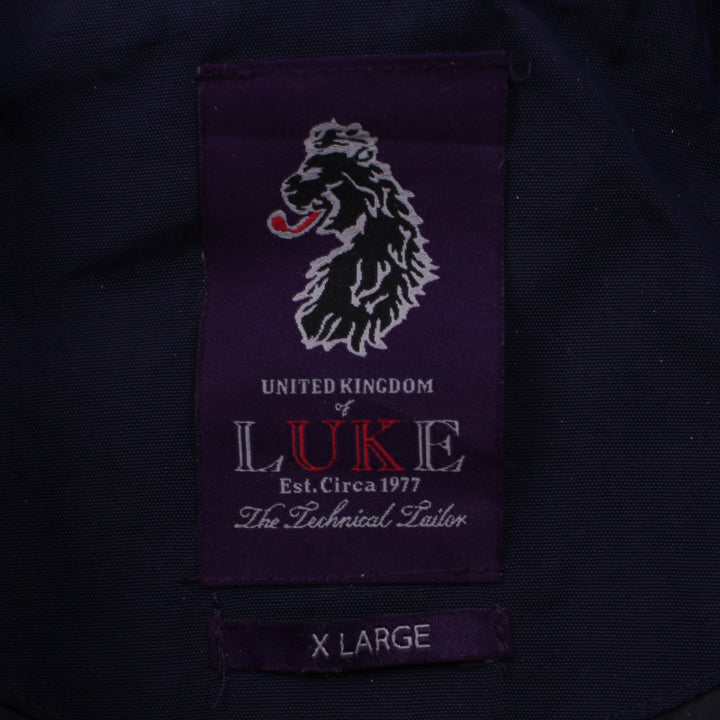 UNITED KINGDOM
of
LUKE
Est. Circa 1977
The Technical Tailor
X LARGE